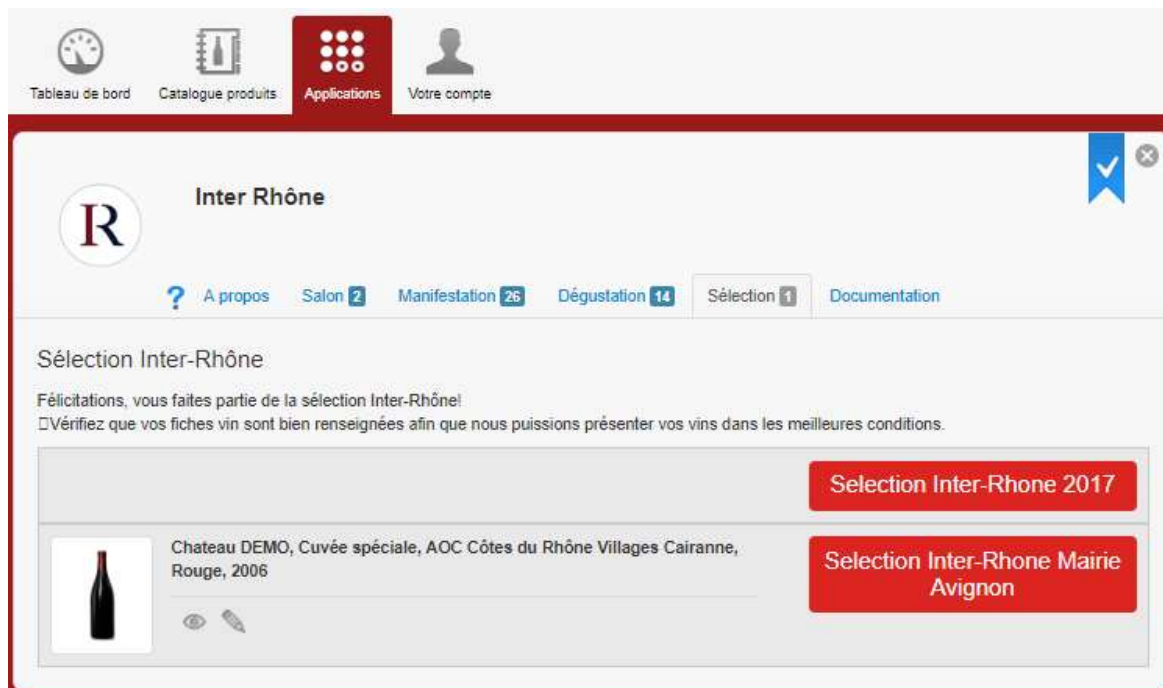 Tableau de bord Catalogue produits Applications Votre compte
Inter Rhône
IR
? A propos Salon 2 Manifestation 26 Dégustation 14 Sélection 1 Documentation
Sélection Inter-Rhône
Félicitations, vous faites partie de la sélection Inter-Rhône!
Vérifiez que vos fiches vin sont bien renseignées afin que nous puissions présenter vos vins dans les meilleures conditions.
Selection Inter-Rhone 2017
Chateau DEMO, Cuvée spéciale, AOC Côtes du Rhône Villages Cairanne,
Rouge, 2006
Selection Inter-Rhone Mairie
Avignon